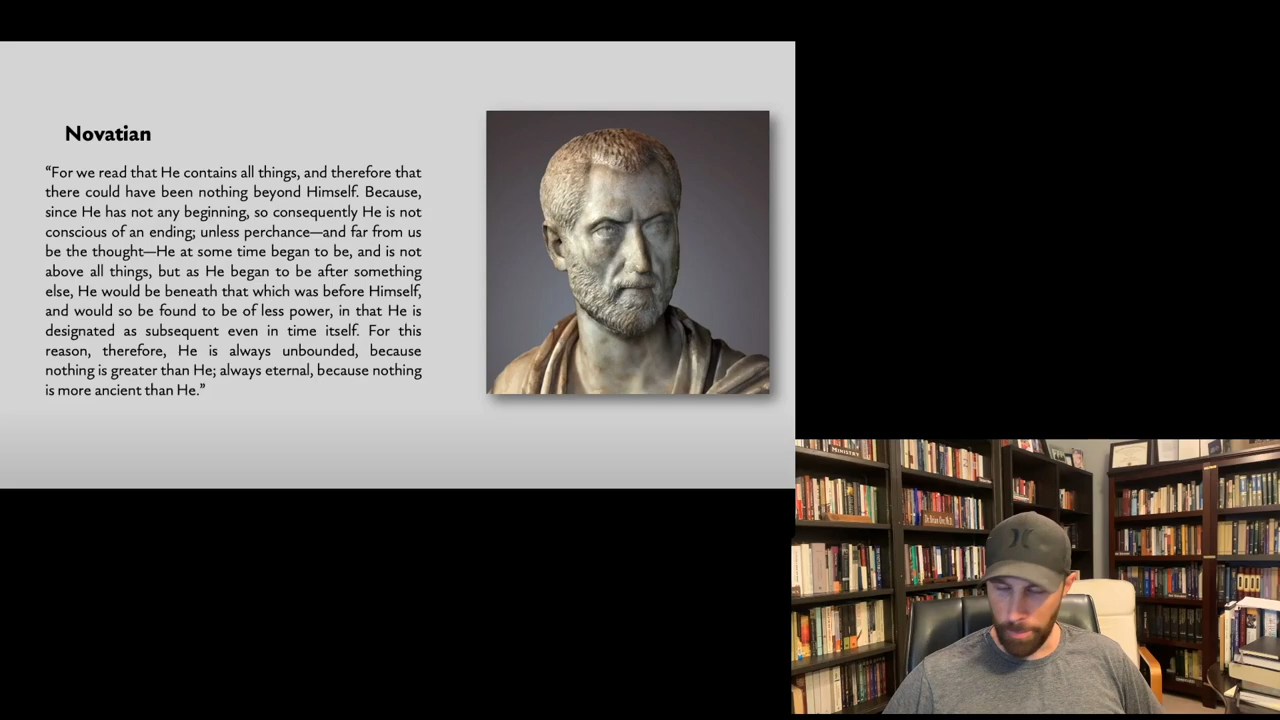 Novatian
“For we read that He contains all things, and therefore that
there could have been nothing beyond Himself. Because,
since He has not any beginning, so consequently He is not
conscious of an ending; unless perchance—and far from us
be the thought—He at some time began to be, and is not
above all things, but as He began to be after something
else, He would be beneath that which was before Himself,
and would so be found to be of less power, in that He is
designated as subsequent even in time itself. For this
reason, therefore, He is always unbounded, because
nothing is greater than He; always eternal, because nothing
is more ancient than He.”
MINISTRY